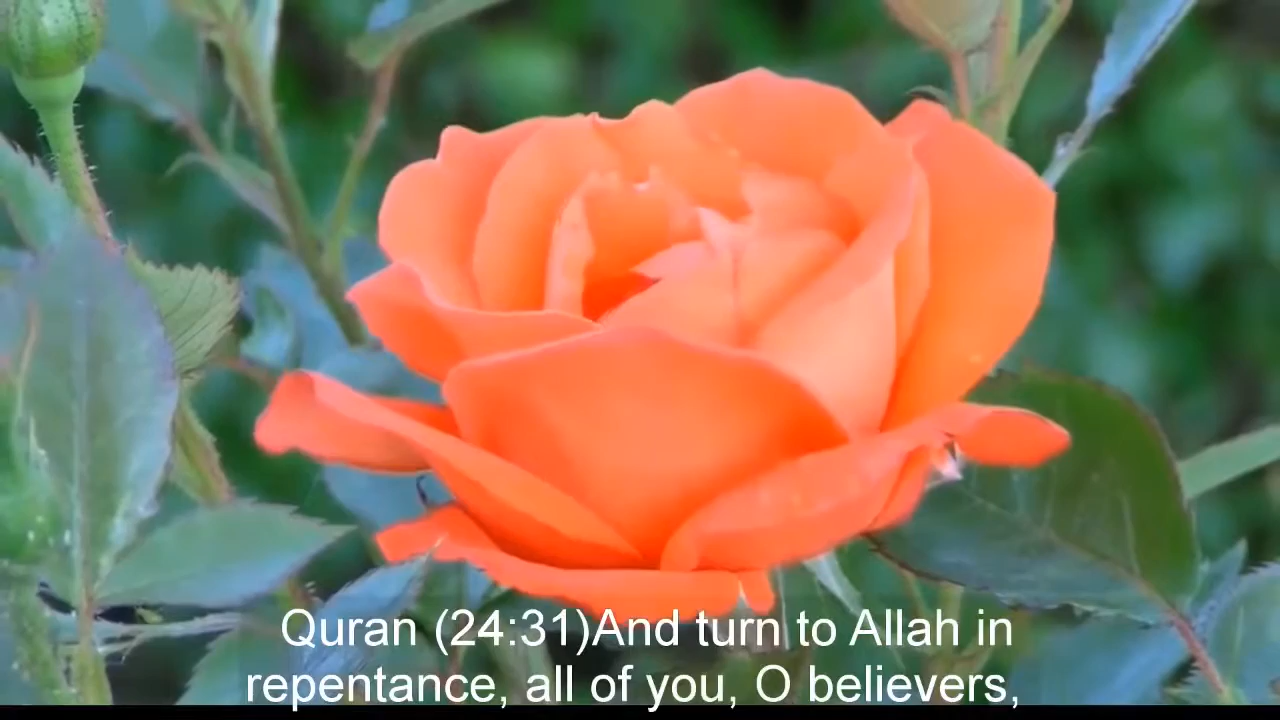 Quran (24:31)And turn to Allah in
repentance, all of you, O believers,